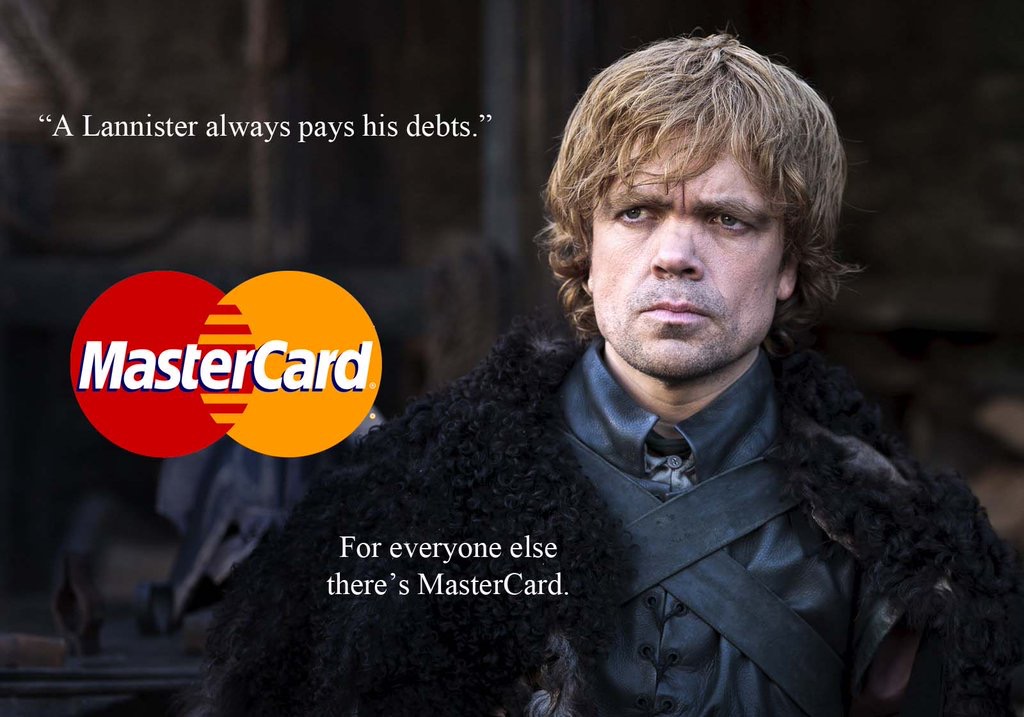 “A Lannister always pays his debts.”
MasterCard®
For everyone else
there’s MasterCard.